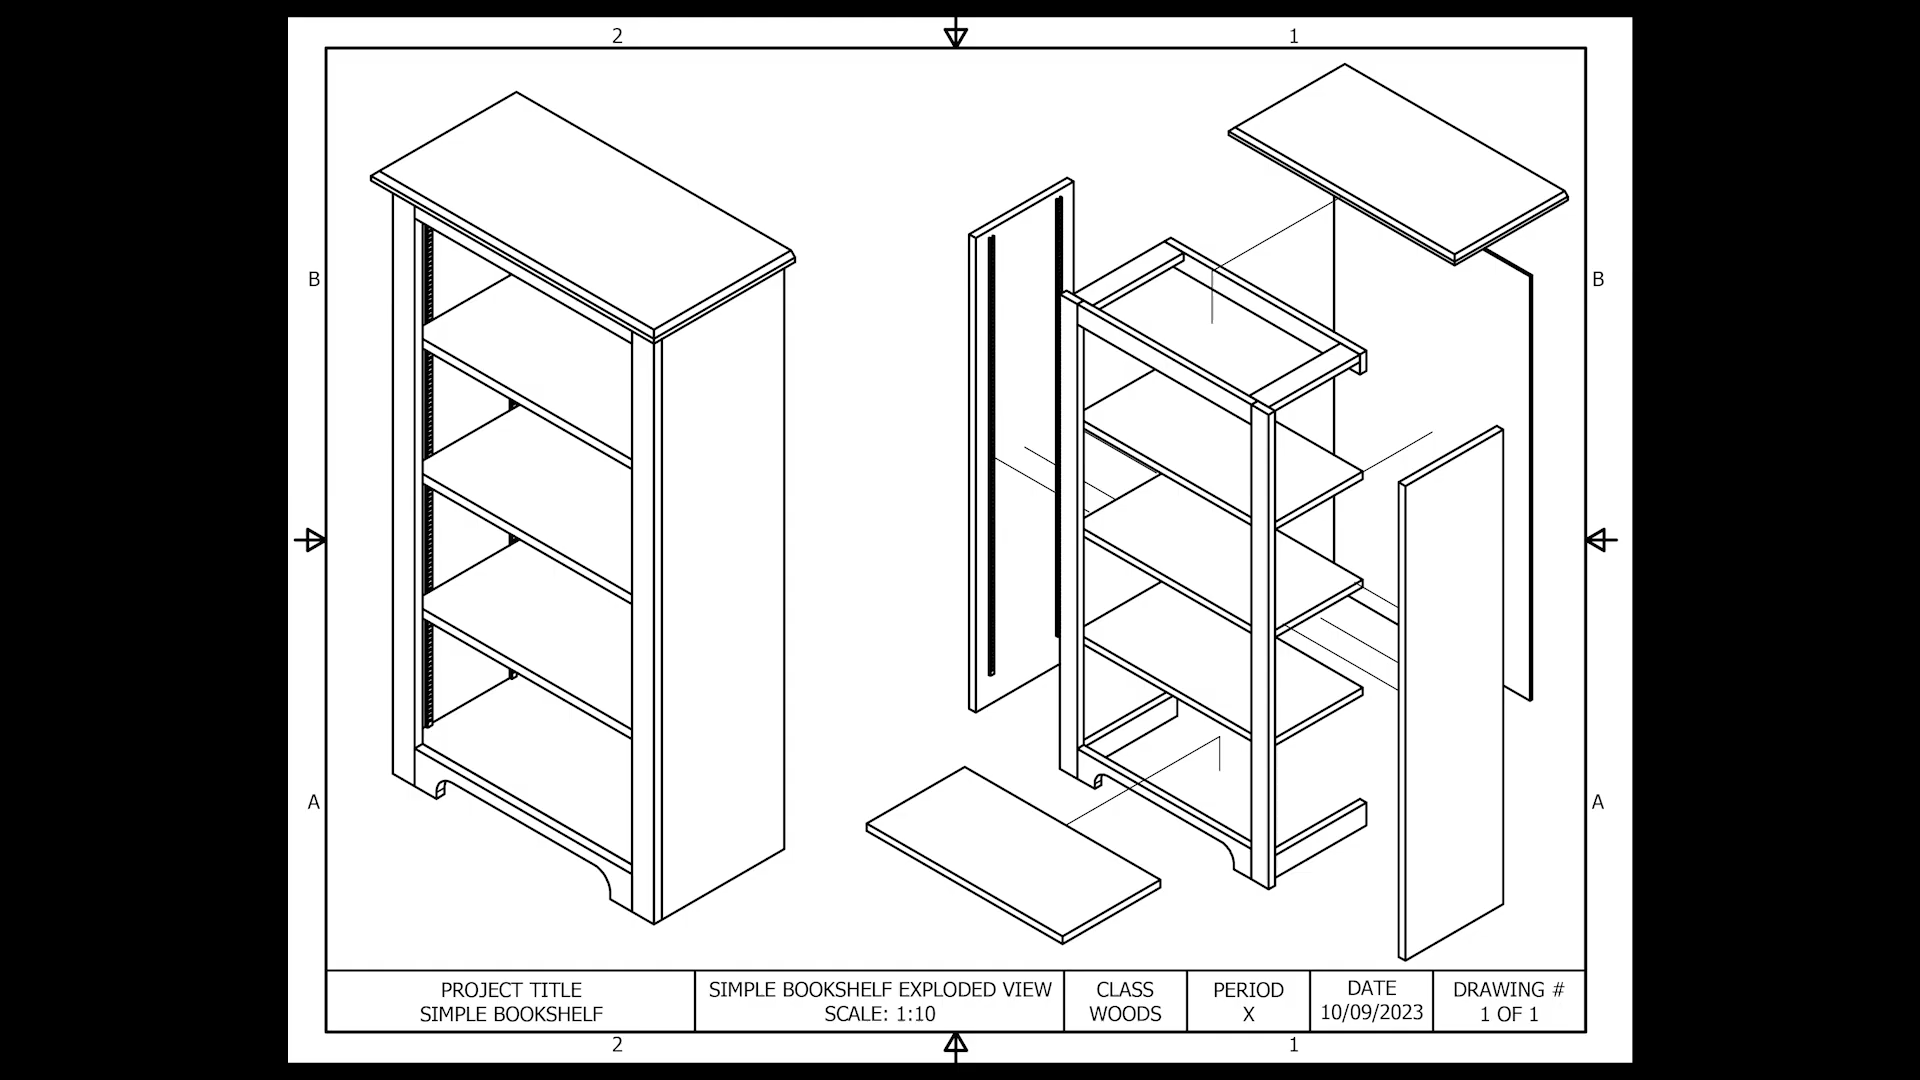 2 1
B B
A A
PROJECT TITLE
SIMPLE BOOKSHELF
SIMPLE BOOKSHELF EXPLODED VIEW
SCALE: 1:10
CLASS
WOODS
PERIOD
X
DATE
10/09/2023
DRAWING #
1 OF 1
2 1